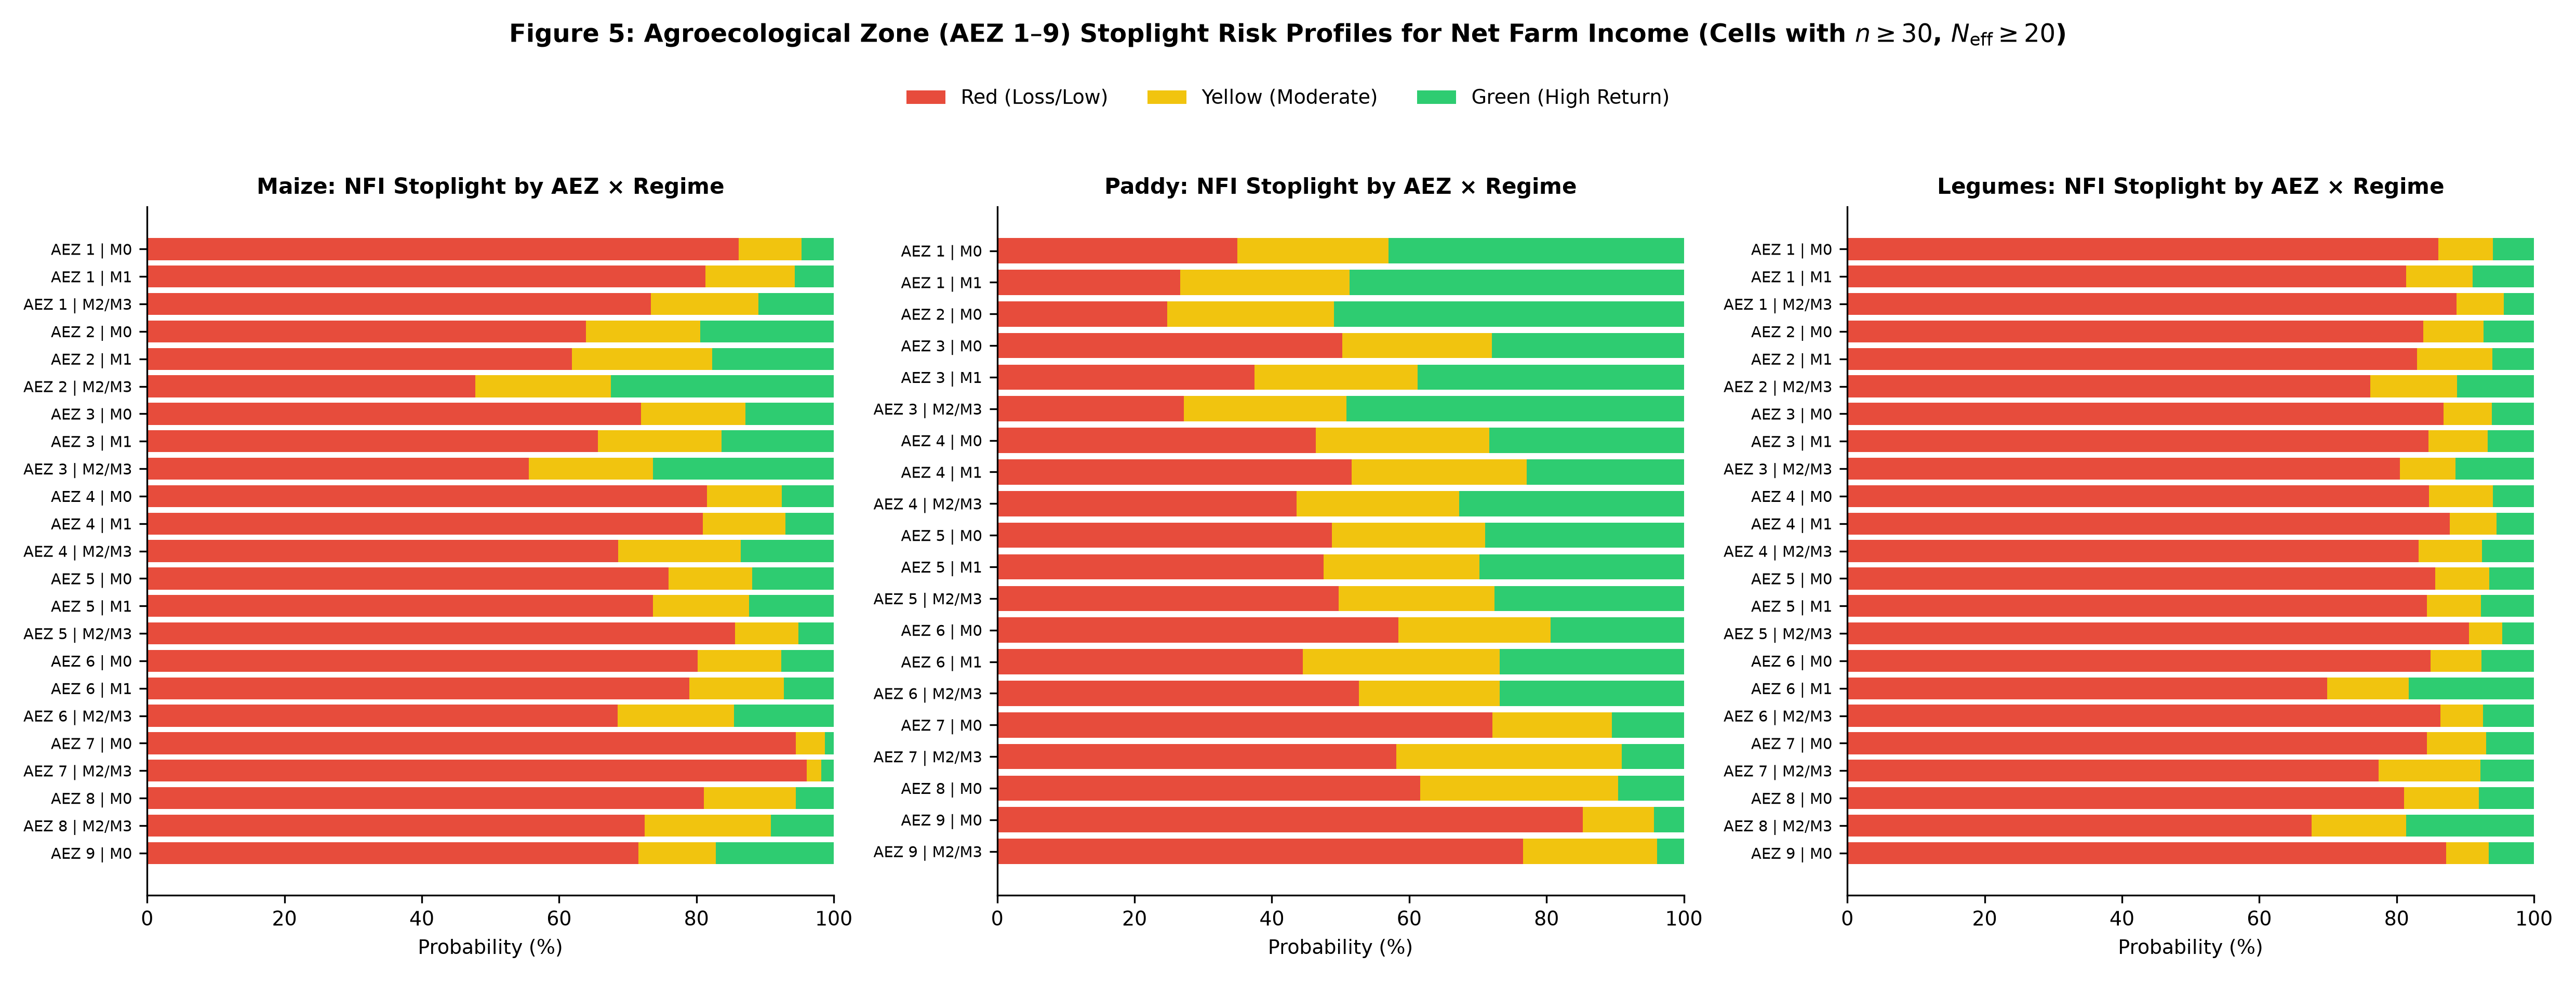 Figure 5: Agroecological Zone (AEZ 1–9) Stoplight Risk Profiles for Net Farm Income (Cells with n ≥ 30, N_eff ≥ 20)
Red (Loss/Low) Yellow (Moderate) Green (High Return)
Maize: NFI Stoplight by AEZ × Regime
AEZ 1 | M0
AEZ 1 | M1
AEZ 1 | M2/M3
AEZ 2 | M0
AEZ 2 | M1
AEZ 2 | M2/M3
AEZ 3 | M0
AEZ 3 | M1
AEZ 3 | M2/M3
AEZ 4 | M0
AEZ 4 | M1
AEZ 4 | M2/M3
AEZ 5 | M0
AEZ 5 | M1
AEZ 5 | M2/M3
AEZ 6 | M0
AEZ 6 | M1
AEZ 6 | M2/M3
AEZ 7 | M0
AEZ 7 | M2/M3
AEZ 8 | M0
AEZ 8 | M2/M3
AEZ 9 | M0
0 20 40 60 80 100
Probability (%)
Paddy: NFI Stoplight by AEZ × Regime
AEZ 1 | M0
AEZ 1 | M1
AEZ 2 | M0
AEZ 3 | M0
AEZ 3 | M1
AEZ 3 | M2/M3
AEZ 4 | M0
AEZ 4 | M1
AEZ 4 | M2/M3
AEZ 5 | M0
AEZ 5 | M1
AEZ 5 | M2/M3
AEZ 6 | M0
AEZ 6 | M1
AEZ 6 | M2/M3
AEZ 7 | M0
AEZ 7 | M2/M3
AEZ 8 | M0
AEZ 9 | M0
AEZ 9 | M2/M3
0 20 40 60 80 100
Probability (%)
Legumes: NFI Stoplight by AEZ × Regime
AEZ 1 | M0
AEZ 1 | M1
AEZ 1 | M2/M3
AEZ 2 | M0
AEZ 2 | M1
AEZ 2 | M2/M3
AEZ 3 | M0
AEZ 3 | M1
AEZ 3 | M2/M3
AEZ 4 | M0
AEZ 4 | M1
AEZ 4 | M2/M3
AEZ 5 | M0
AEZ 5 | M1
AEZ 5 | M2/M3
AEZ 6 | M0
AEZ 6 | M1
AEZ 6 | M2/M3
AEZ 7 | M0
AEZ 7 | M2/M3
AEZ 8 | M0
AEZ 8 | M2/M3
AEZ 9 | M0
0 20 40 60 80 100
Probability (%)